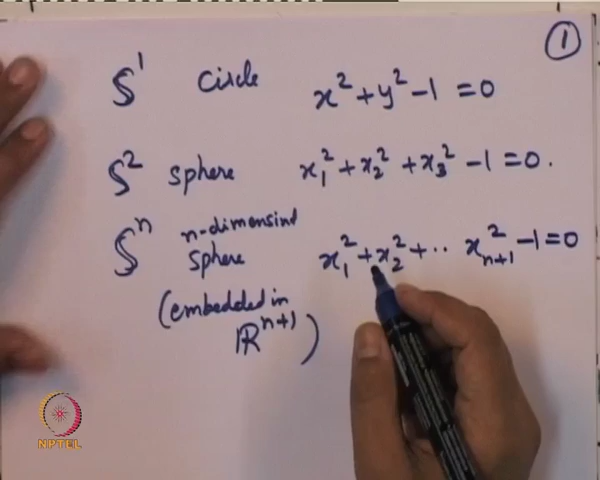 ①
S¹ Circle x² + y² - 1 = 0
S² sphere x₁² + x₂² + x₃² - 1 = 0.
Sⁿ n-dimensinl sphere x₁² + x₂² + ·· x²ₙ₊₁ - 1 = 0
(embedded in
ℝⁿ⁺¹)
NPTEL